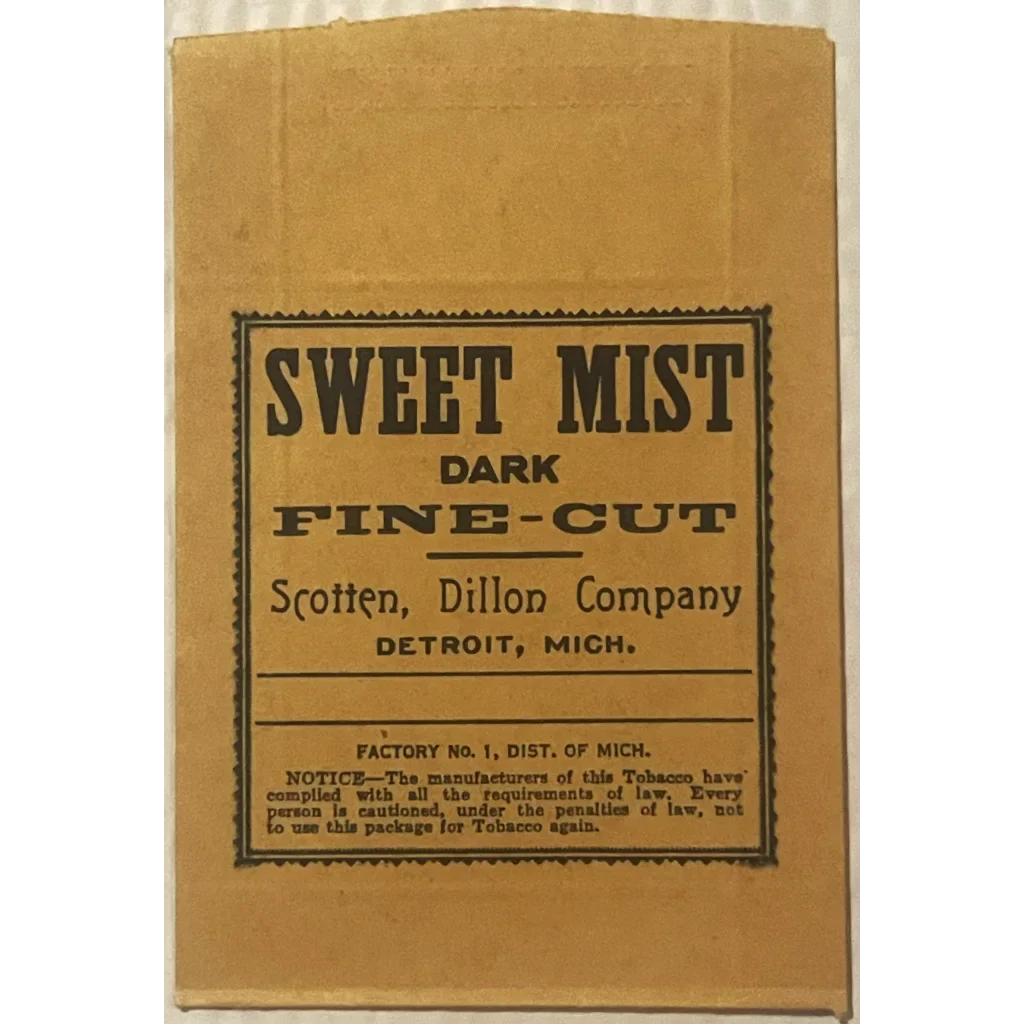 SWEET MIST
DARK
FINE-CUT
Scotten, Dillon Company
DETROIT, MICH.
FACTORY No. 1, DIST. OF MICH.
NOTICE—The manufacturers of this Tobacco have
complied with all the requirements of law. Every
person is cautioned, under the penalties of law, not
to use this package for Tobacco again.